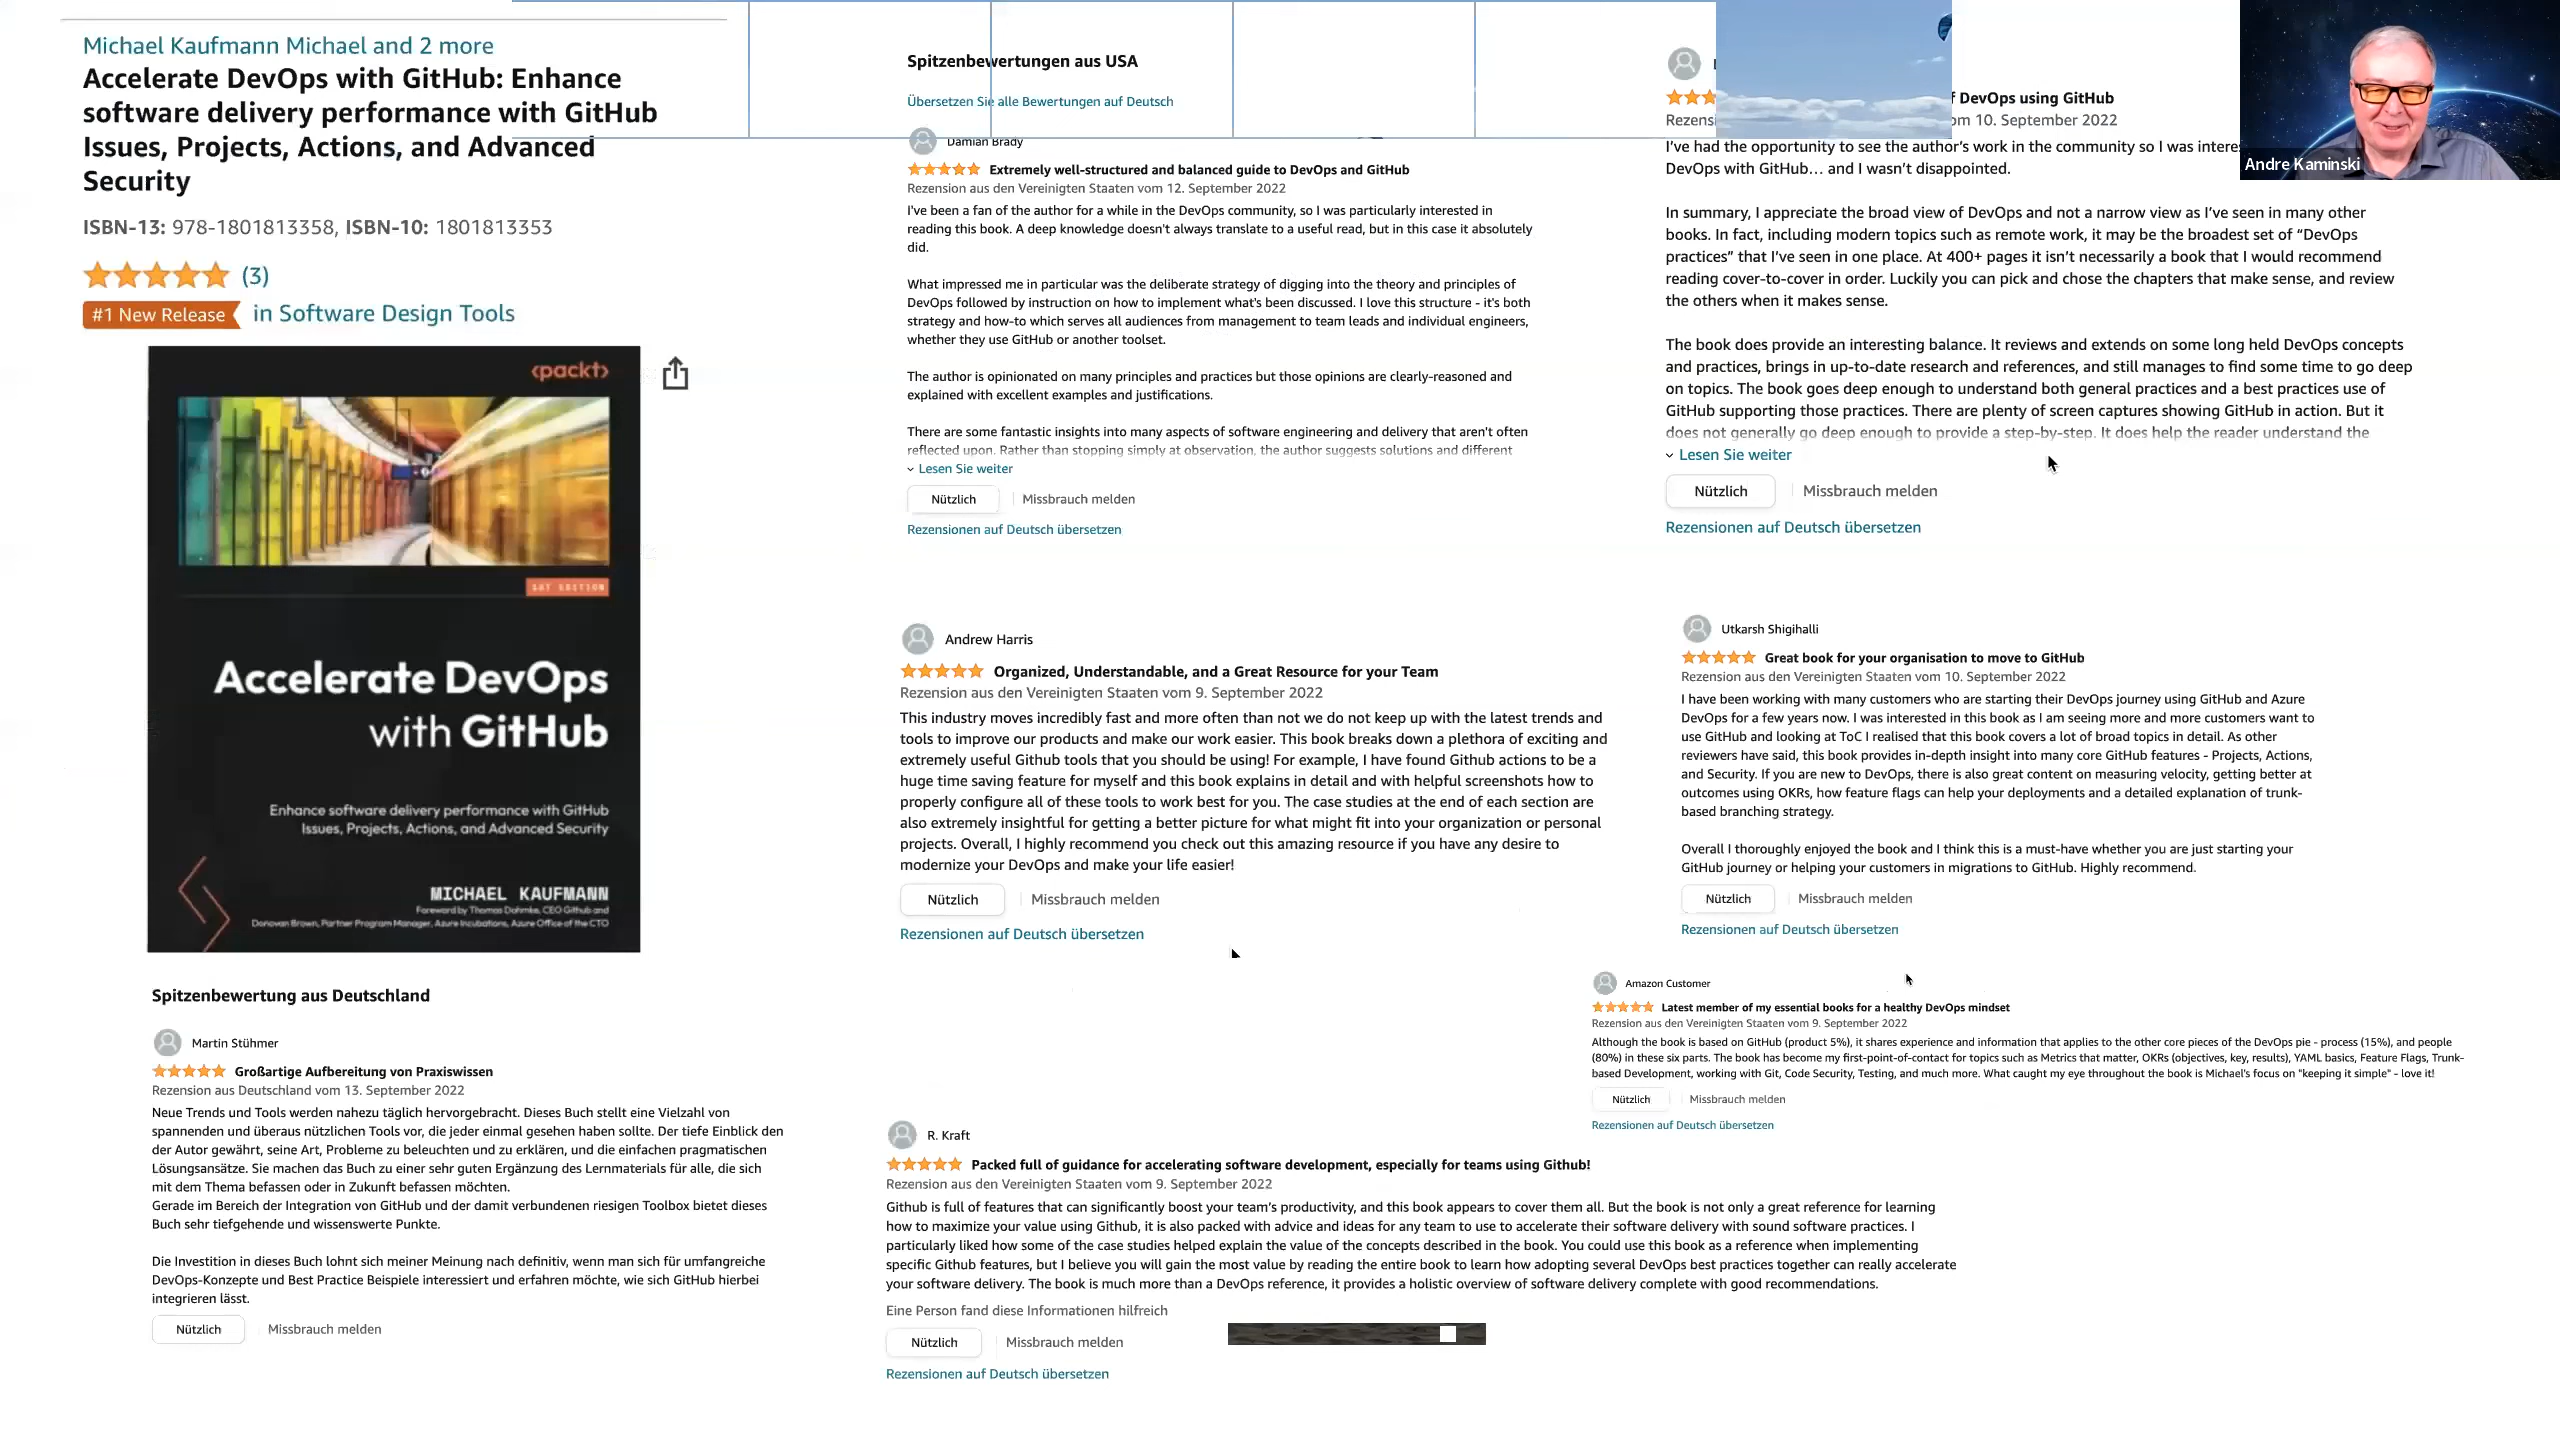 Michael Kaufmann Michael and 2 more
Accelerate DevOps with GitHub: Enhance
software delivery performance with GitHub
Issues, Projects, Actions, and Advanced
Security
ISBN-13: 978-1801813358, ISBN-10: 1801813353
(3)
#1 New Release in Software Design Tools
<packt>
1ST EDITION
Accelerate DevOps
with GitHub
Enhance software delivery performance with GitHub
Issues, Projects, Actions, and Advanced Security
MICHAEL KAUFMANN
Foreword by Thomas Dohmke, CEO GitHub and
Donovan Brown, Partner Program Manager, Azure Incubations, Azure Office of the CTO
Spitzenbewertung aus Deutschland
Martin Stühmer
Großartige Aufbereitung von Praxiswissen
Rezension aus Deutschland vom 13. September 2022
Neue Trends und Tools werden nahezu täglich hervorgebracht. Dieses Buch stellt eine Vielzahl von
spannenden und überaus nützlichen Tools vor, die jeder einmal gesehen haben sollte. Der tiefe Einblick den
der Autor gewährt, seine Art, Probleme zu beleuchten und zu erklären, und die einfachen pragmatischen
Lösungsansätze. Sie machen das Buch zu einer sehr guten Ergänzung des Lernmaterials für alle, die sich
mit dem Thema befassen oder in Zukunft befassen möchten.
Gerade im Bereich der Integration von GitHub und der damit verbundenen riesigen Toolbox bietet dieses
Buch sehr tiefgehende und wissenswerte Punkte.
Die Investition in dieses Buch lohnt sich meiner Meinung nach definitiv, wenn man sich für umfangreiche
DevOps-Konzepte und Best Practice Beispiele interessiert und erfahren möchte, wie sich GitHub hierbei
integrieren lässt.
Nützlich Missbrauch melden
Spitzenbewertungen aus USA
Übersetzen Sie alle Bewertungen auf Deutsch
Damian Brady
Extremely well-structured and balanced guide to DevOps and GitHub
Rezension aus den Vereinigten Staaten vom 12. September 2022
I've been a fan of the author for a while in the DevOps community, so I was particularly interested in
reading this book. A deep knowledge doesn't always translate to a useful read, but in this case it absolutely
did.
What impressed me in particular was the deliberate strategy of digging into the theory and principles of
DevOps followed by instruction on how to implement what's been discussed. I love this structure - it's both
strategy and how-to which serves all audiences from management to team leads and individual engineers,
whether they use GitHub or another toolset.
The author is opinionated on many principles and practices but those opinions are clearly-reasoned and
explained with excellent examples and justifications.
There are some fantastic insights into many aspects of software engineering and delivery that aren't often
reflected upon. Rather than stopping simply at observation, the author suggests solutions and different
Lesen Sie weiter
Nützlich Missbrauch melden
Rezensionen auf Deutsch übersetzen
Andrew Harris
Organized, Understandable, and a Great Resource for your Team
Rezension aus den Vereinigten Staaten vom 9. September 2022
This industry moves incredibly fast and more often than not we do not keep up with the latest trends and
tools to improve our products and make our work easier. This book breaks down a plethora of exciting and
extremely useful Github tools that you should be using! For example, I have found Github actions to be a
huge time saving feature for myself and this book explains in detail and with helpful screenshots how to
properly configure all of these tools to work best for you. The case studies at the end of each section are
also extremely insightful for getting a better picture for what might fit into your organization or personal
projects. Overall, I highly recommend you check out this amazing resource if you have any desire to
modernize your DevOps and make your life easier!
Nützlich Missbrauch melden
Rezensionen auf Deutsch übersetzen
R. Kraft
Packed full of guidance for accelerating software development, especially for teams using Github!
Rezension aus den Vereinigten Staaten vom 9. September 2022
Github is full of features that can significantly boost your team's productivity, and this book appears to cover them all. But the book is not only a great reference for learning
how to maximize your value using Github, it is also packed with advice and ideas for any team to use to accelerate their software delivery with sound software practices. I
particularly liked how some of the case studies helped explain the value of the concepts described in the book. You could use this book as a reference when implementing
specific Github features, but I believe you will gain the most value by reading the entire book to learn how adopting several DevOps best practices together can really accelerate
your software delivery. The book is much more than a DevOps reference, it provides a holistic overview of software delivery complete with good recommendations.
Eine Person fand diese Informationen hilfreich
Nützlich Missbrauch melden
Rezensionen auf Deutsch übersetzen
DevOps using GitHub
10. September 2022
I've had the opportunity to see the author's work in the community so I was
DevOps with GitHub… and I wasn't disappointed.
In summary, I appreciate the broad view of DevOps and not a narrow view as I've seen in many other
books. In fact, including modern topics such as remote work, it may be the broadest set of “DevOps
practices” that I've seen in one place. At 400+ pages it isn't necessarily a book that I would recommend
reading cover-to-cover in order. Luckily you can pick and chose the chapters that make sense, and review
the others when it makes sense.
The book does provide an interesting balance. It reviews and extends on some long held DevOps concepts
and practices, brings in up-to-date research and references, and still manages to find some time to go deep
on topics. The book goes deep enough to understand both general practices and a best practices use of
GitHub supporting those practices. There are plenty of screen captures showing GitHub in action. But it
does not generally go deep enough to provide a step-by-step. It does help the reader understand the
Lesen Sie weiter
Nützlich Missbrauch melden
Rezensionen auf Deutsch übersetzen
Andre Kaminski
Utkarsh Shigihalli
Great book for your organisation to move to GitHub
Rezension aus den Vereinigten Staaten vom 10. September 2022
I have been working with many customers who are starting their DevOps journey using GitHub and Azure
DevOps for a few years now. I was interested in this book as I am seeing more and more customers want to
use GitHub and looking at ToC I realised that this book covers a lot of broad topics in detail. As other
reviewers have said, this book provides in-depth insight into many core GitHub features - Projects, Actions,
and Security. If you are new to DevOps, there is also great content on measuring velocity, getting better at
outcomes using OKRs, how feature flags can help your deployments and a detailed explanation of trunk-
based branching strategy.
Overall I thoroughly enjoyed the book and I think this is a must-have whether you are just starting your
GitHub journey or helping your customers in migrations to GitHub. Highly recommend.
Nützlich Missbrauch melden
Rezensionen auf Deutsch übersetzen
Amazon Customer
Latest member of my essential books for a healthy DevOps mindset
Rezension aus den Vereinigten Staaten vom 9. September 2022
Although the book is based on GitHub (product 5%), it shares experience and information that applies to the other core pieces of the DevOps pie - process (15%), and people
(80%) in these six parts. The book has become my first-point-of-contact for topics such as Metrics that matter, OKRs (objectives, key, results), YAML basics, Feature Flags, Trunk-
based Development, working with Git, Code Security, Testing, and much more. What caught my eye throughout the book is Michael's focus on "keeping it simple" - love it!
Nützlich Missbrauch melden
Rezensionen auf Deutsch übersetzen